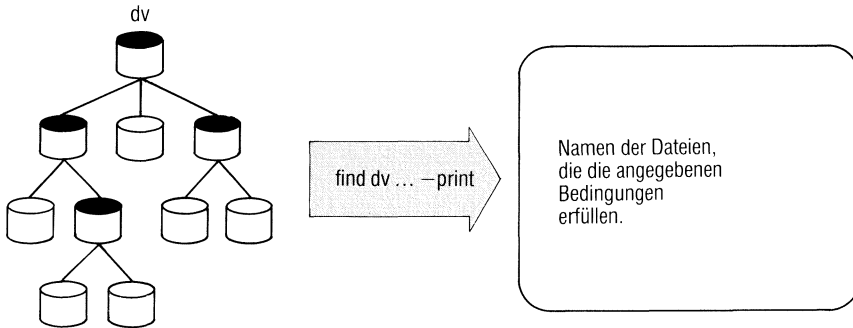 dv
find dv ... –print
Namen der Dateien,
die die angegebenen
Bedingungen
erfüllen.